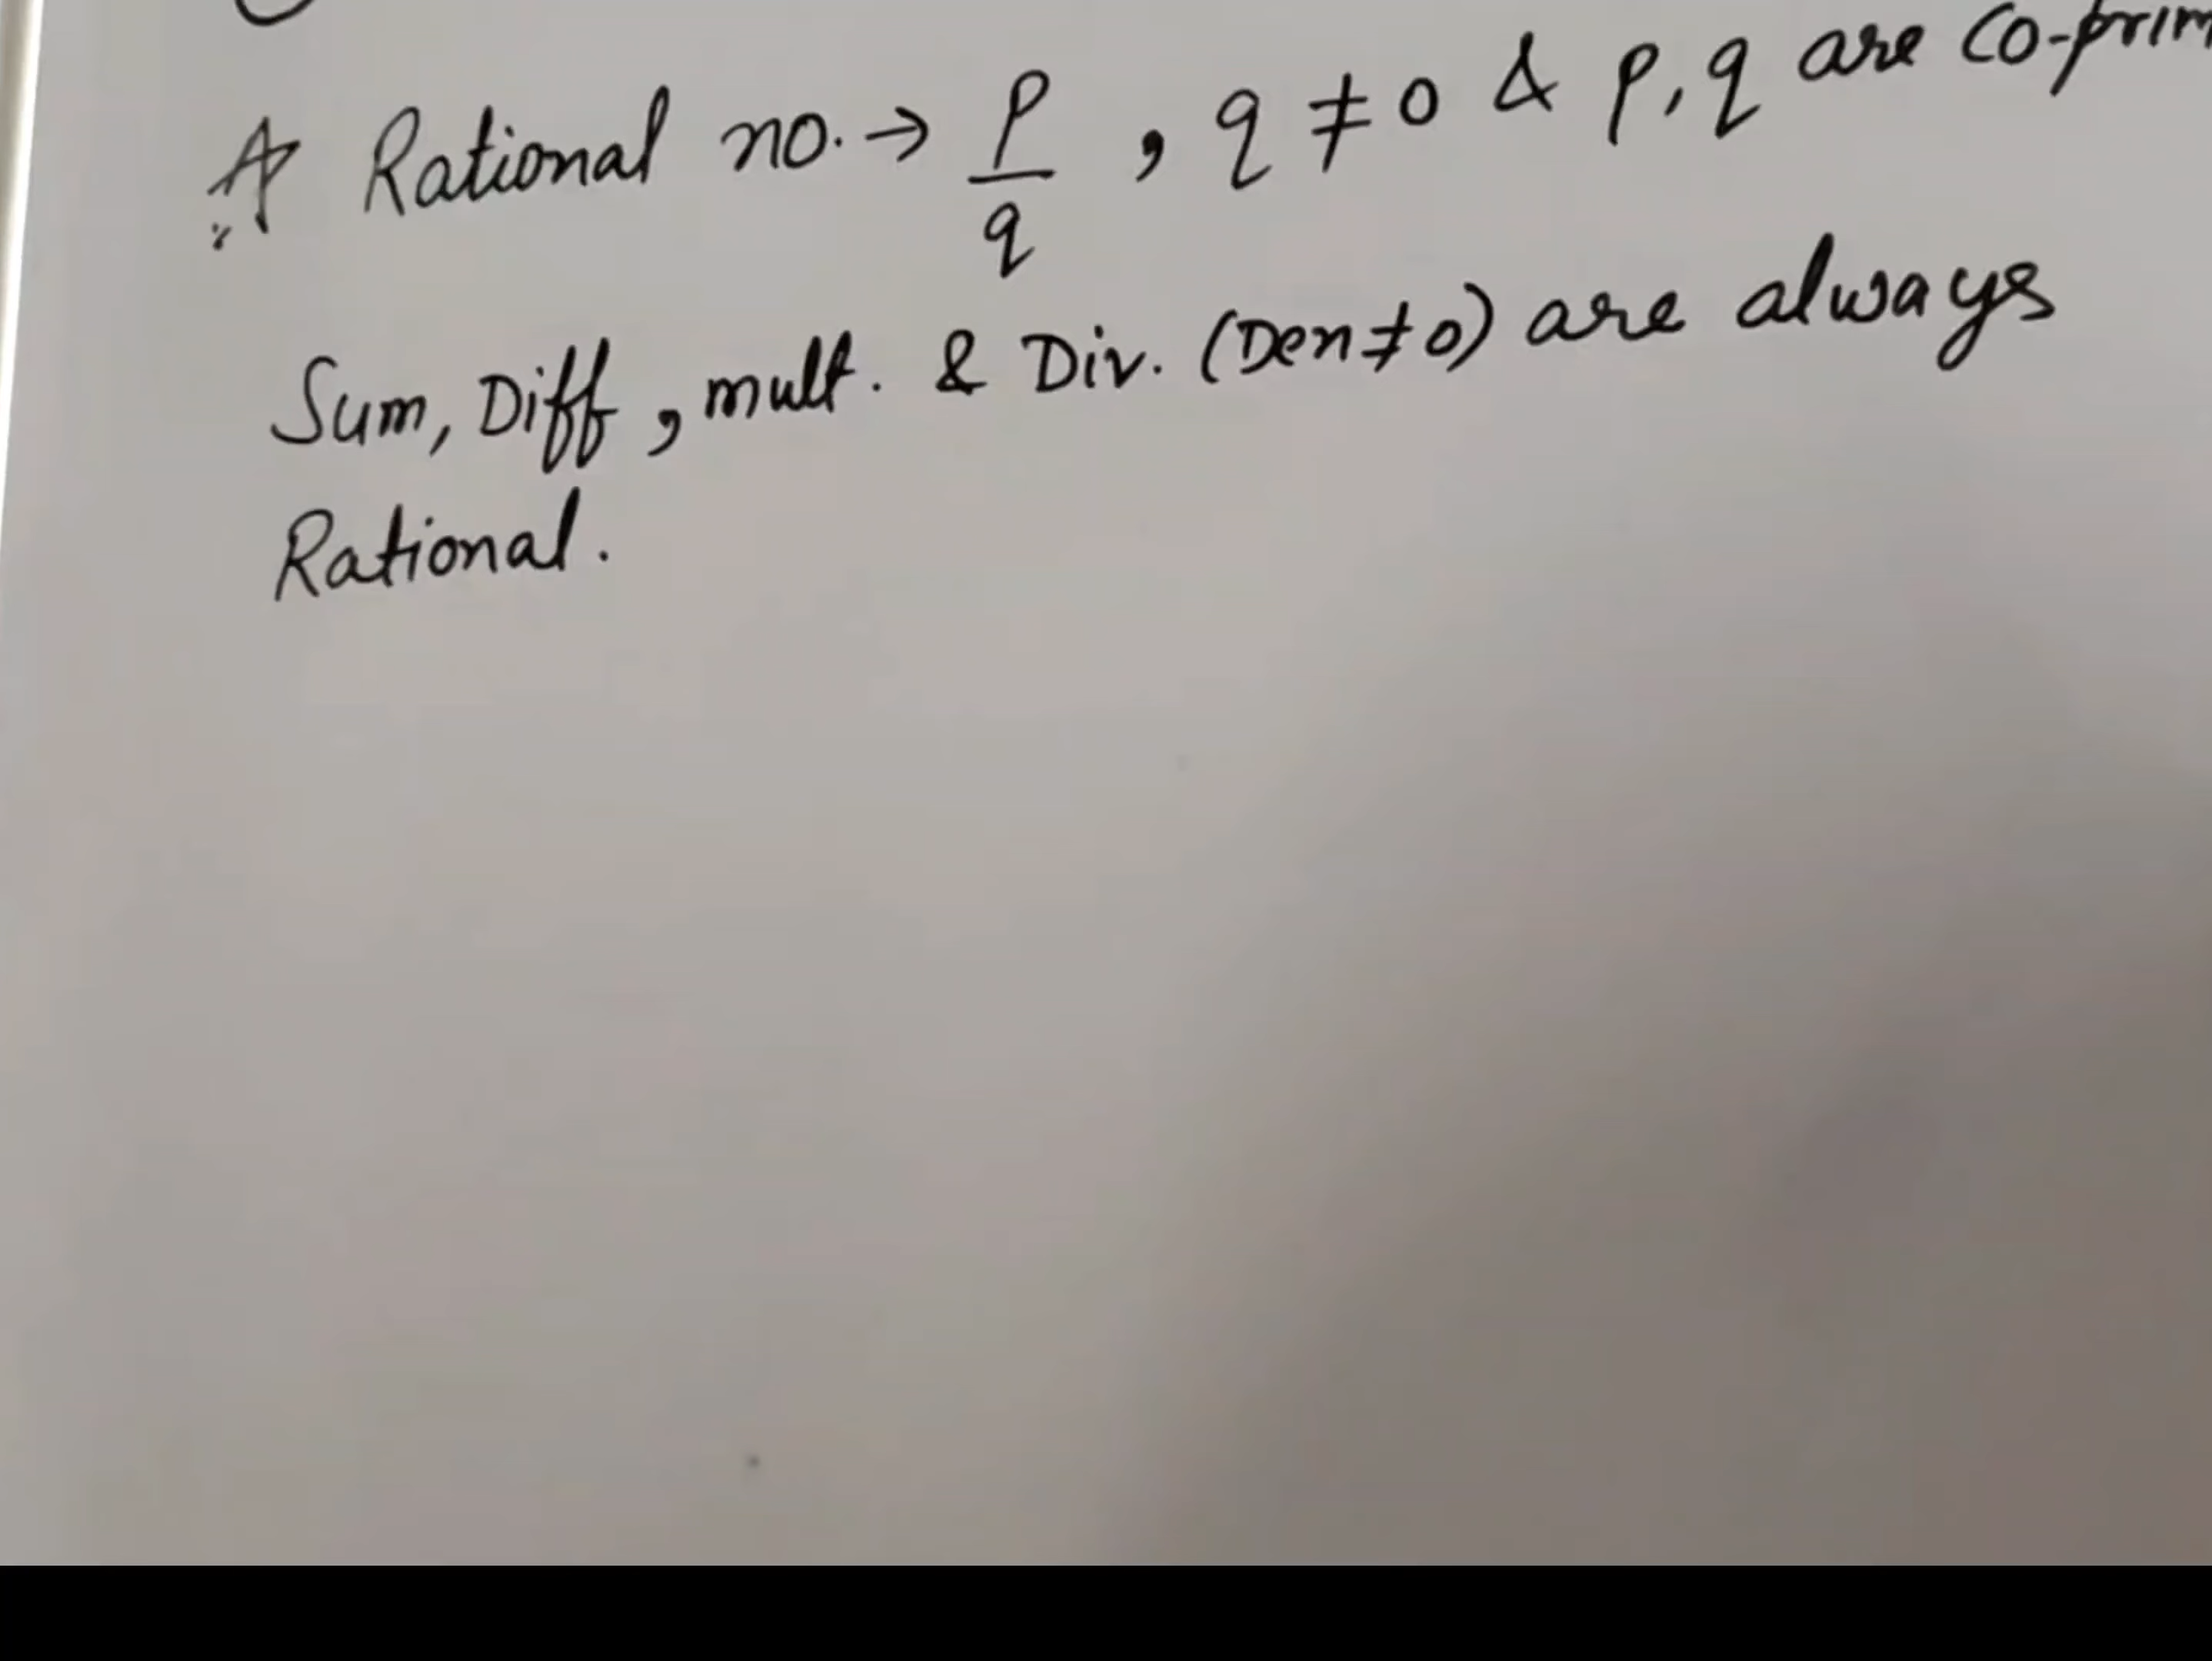 Rational no. → p/q , q ≠ 0 & p, q are co-prim
Sum, Diff, mult. & Div. (Den ≠ 0) are always
Rational.